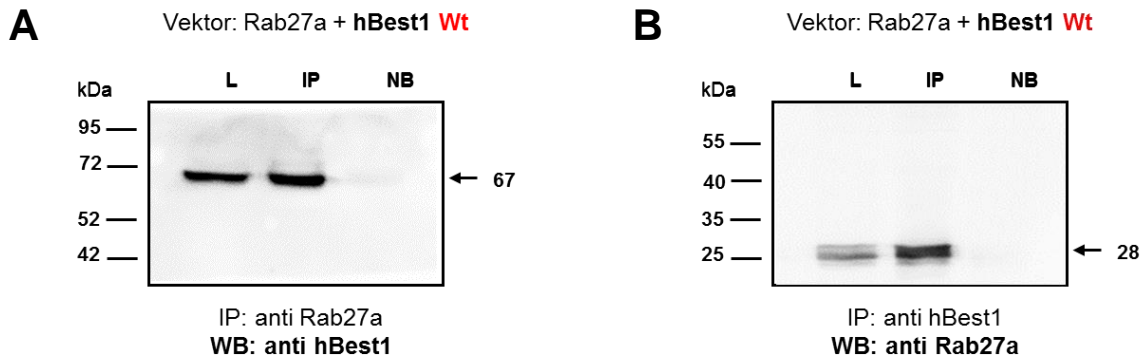 A
Vektor: Rab27a + hBest1 Wt
kDa
L IP NB
95
72
52
42
67
IP: anti Rab27a
WB: anti hBest1
B
Vektor: Rab27a + hBest1 Wt
kDa
L IP NB
55
40
35
25
28
IP: anti hBest1
WB: anti Rab27a